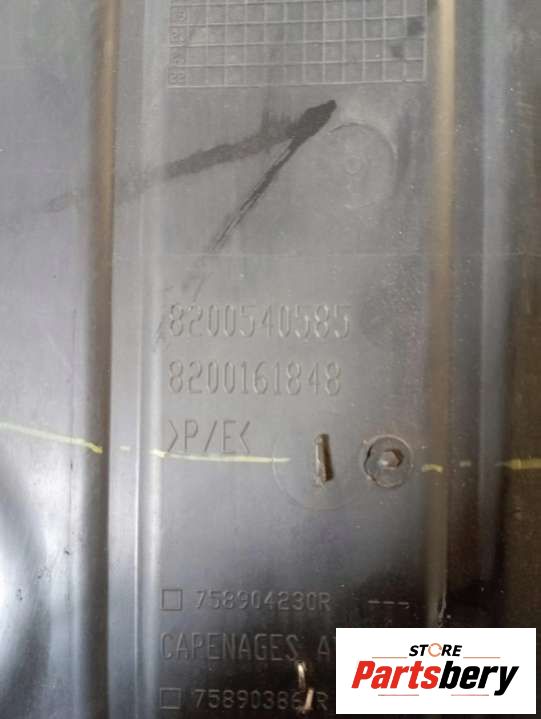 8200540585
8200161848
>P/E<
758904230R ---
CAPENAGES
STORE
Partsbery